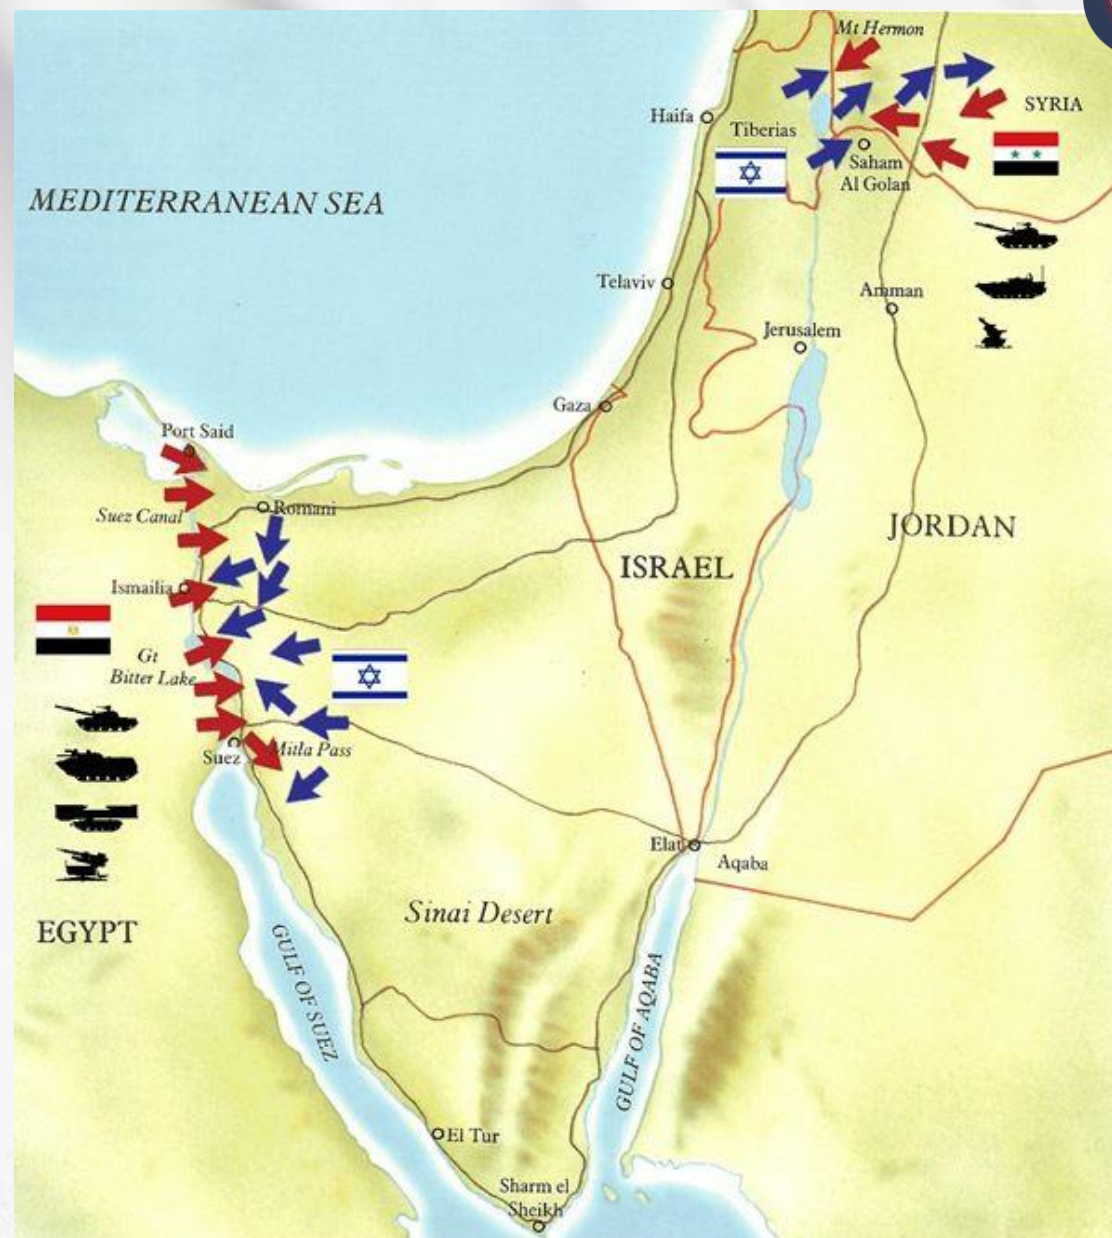 Mt Hermon
SYRIA
Haifa
Tiberias
Saham
Al Golan
MEDITERRANEAN SEA
Telaviv
Amman
Jerusalem
Gaza
Port Said
Romani
Suez Canal
JORDAN
ISRAEL
Ismailia
Gt
Bitter Lake
Suez
Mitla Pass
Elat
Aqaba
Sinai Desert
EGYPT
GULF OF SUEZ
GULF OF AQABA
El Tur
Sharm el
Sheikh